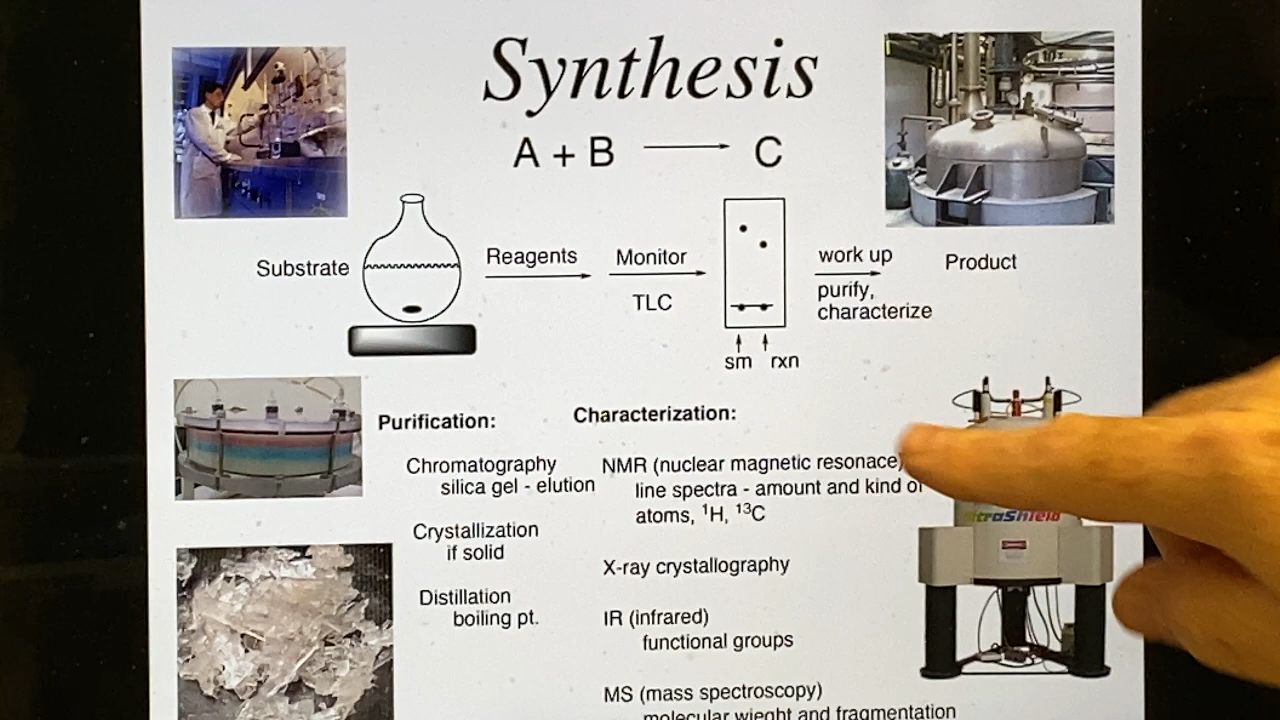 Synthesis
A + B → C
Substrate
Reagents
Monitor
TLC
sm rxn
work up
purify,
characterize
Product
Purification:
Chromatography
silica gel - elution
Crystallization
if solid
Distillation
boiling pt.
Characterization:
NMR (nuclear magnetic resonace)
line spectra - amount and kind of
atoms, ¹H, ¹³C
X-ray crystallography
IR (infrared)
functional groups
MS (mass spectroscopy)
molecular wieght and fragmentation